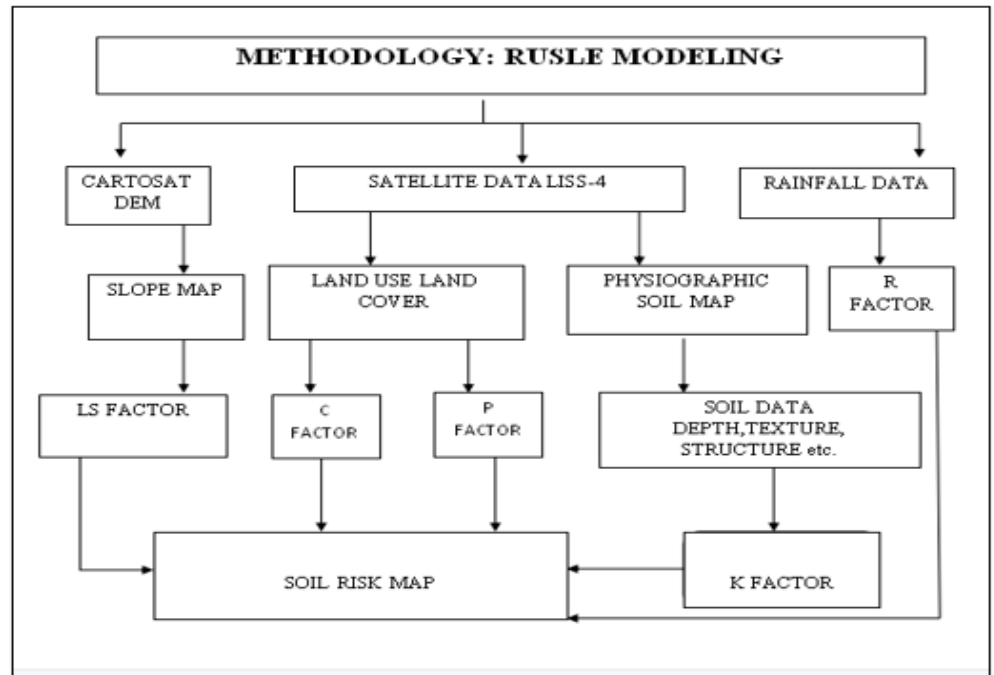 METHODOLOGY: RUSLE MODELING
CARTOSAT
DEM
SATELLITE DATA LISS-4
RAINFALL DATA
SLOPE MAP
LAND USE LAND
COVER
PHYSIOGRAPHIC
SOIL MAP
R
FACTOR
LS FACTOR
C
FACTOR
P
FACTOR
SOIL DATA
DEPTH,TEXTURE,
STRUCTURE etc.
SOIL RISK MAP
K FACTOR